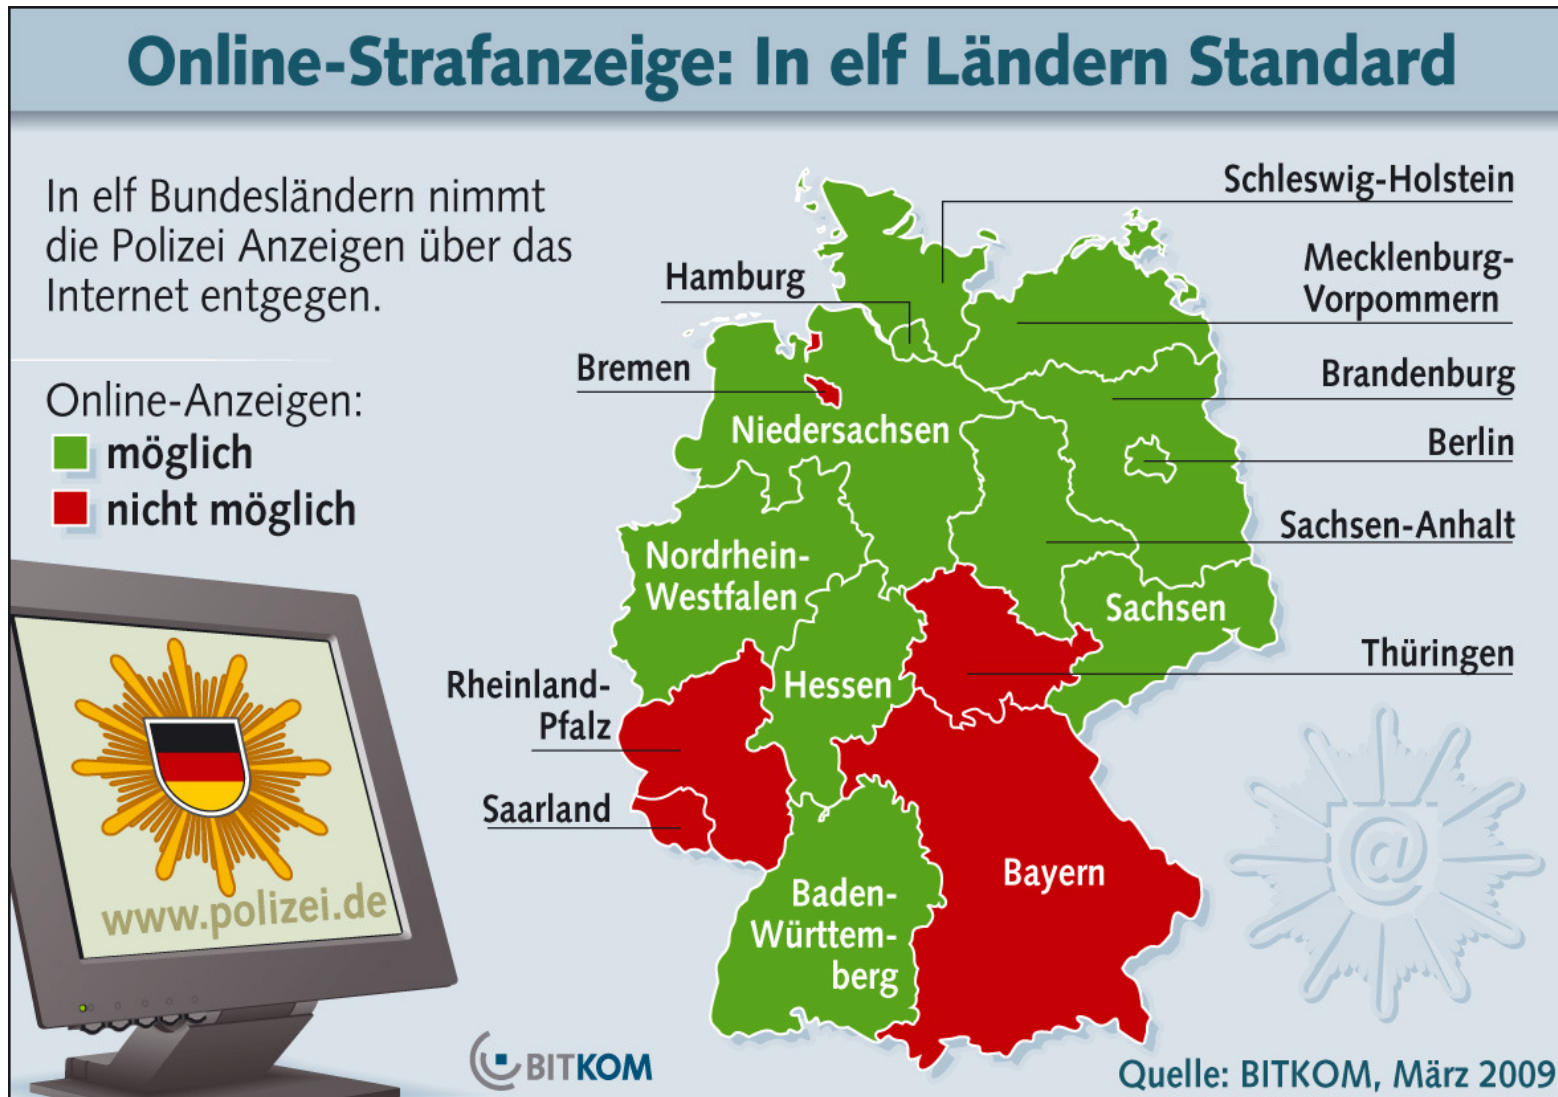 Online-Strafanzeige: In elf Ländern Standard
In elf Bundesländern nimmt
die Polizei Anzeigen über das
Internet entgegen.
Online-Anzeigen:
möglich
nicht möglich
Schleswig-Holstein
Mecklenburg-
Vorpommern
Hamburg
Bremen
Brandenburg
Niedersachsen
Berlin
Sachsen-Anhalt
Nordrhein-
Westfalen
Sachsen
Thüringen
Rheinland-
Pfalz
Hessen
Saarland
Bayern
Baden-
Württem-
berg
www.polizei.de
@
BITKOM
Quelle: BITKOM, März 2009